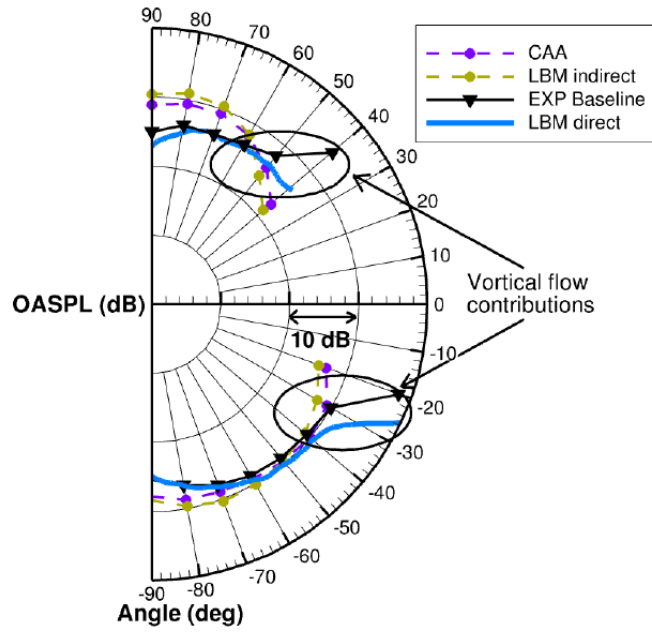 90
80
70
60
50
40
30
20
10
0
-10
-20
-30
-40
-50
-60
-70
-80
-90
CAA
LBM indirect
EXP Baseline
LBM direct
Vortical flow
contributions
OASPL (dB)
10 dB
Angle (deg)